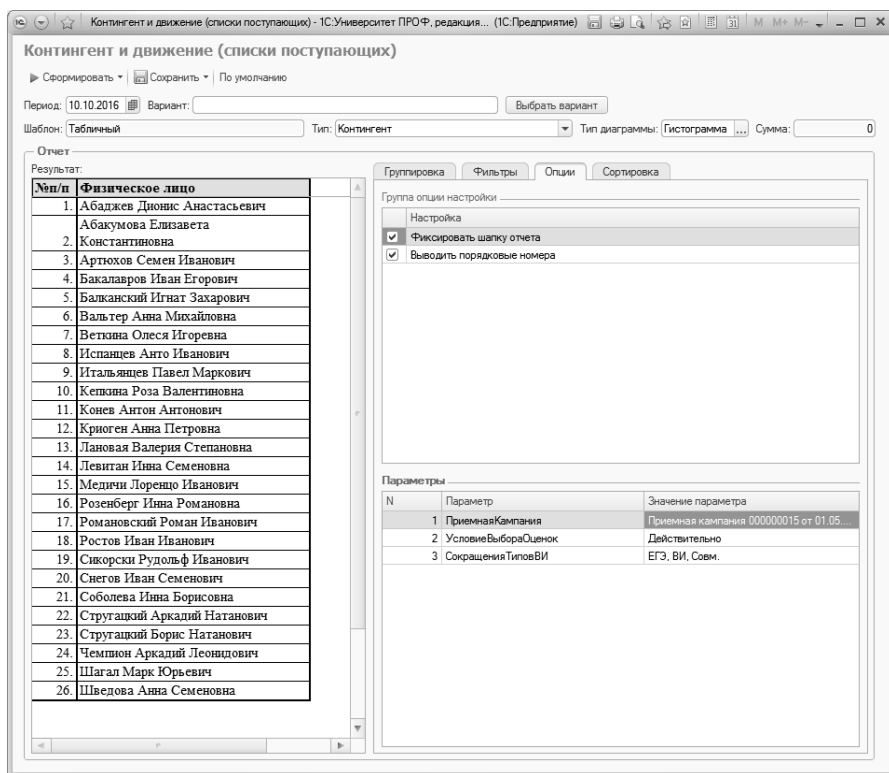 Контингент и движение (списки поступающих) - 1С:Университет ПРОФ, редакция... (1С:Предприятие) M M+ M-
Контингент и движение (списки поступающих)
Сформировать Сохранить По умолчанию
Период: 10.10.2016 Вариант: Выбрать вариант
Шаблон: Табличный Тип: Контингент Тип диаграммы: Гистограмма ... Сумма: 0
Отчет
Результат:
№п/п Физическое лицо
1. Абаджев Дионис Анастасьевич
Абакумова Елизавета
2. Константиновна
3. Артюхов Семен Иванович
4. Бакалавров Иван Егорович
5. Балканский Игнат Захарович
6. Вальтер Анна Михайловна
7. Веткина Олеся Игоревна
8. Испанцев Анто Иванович
9. Итальянцев Павел Маркович
10. Кепкина Роза Валентиновна
11. Конев Антон Антонович
12. Криоген Анна Петровна
13. Лановая Валерия Степановна
14. Левитан Инна Семеновна
15. Медичи Лоренцо Иванович
16. Розенберг Инна Романовна
17. Романовский Роман Иванович
18. Ростов Иван Иванович
19. Сикорски Рудольф Иванович
20. Снегов Иван Семенович
21. Соболева Инна Борисовна
22. Стругацкий Аркадий Натанович
23. Стругацкий Борис Натанович
24. Чемпион Аркадий Леонидович
25. Шагал Марк Юрьевич
26. Шведова Анна Семеновна
Группировка Фильтры Опции Сортировка
Группа опции настройки
Настройка
Фиксировать шапку отчета
Выводить порядковые номера
Параметры
N Параметр Значение параметра
1 ПриемнаяКампания Приемная кампания 000000015 от 01.05....
2 УсловиеВыбораОценок Действительно
3 СокращенияТиповВИ ЕГЭ, ВИ, Совм.